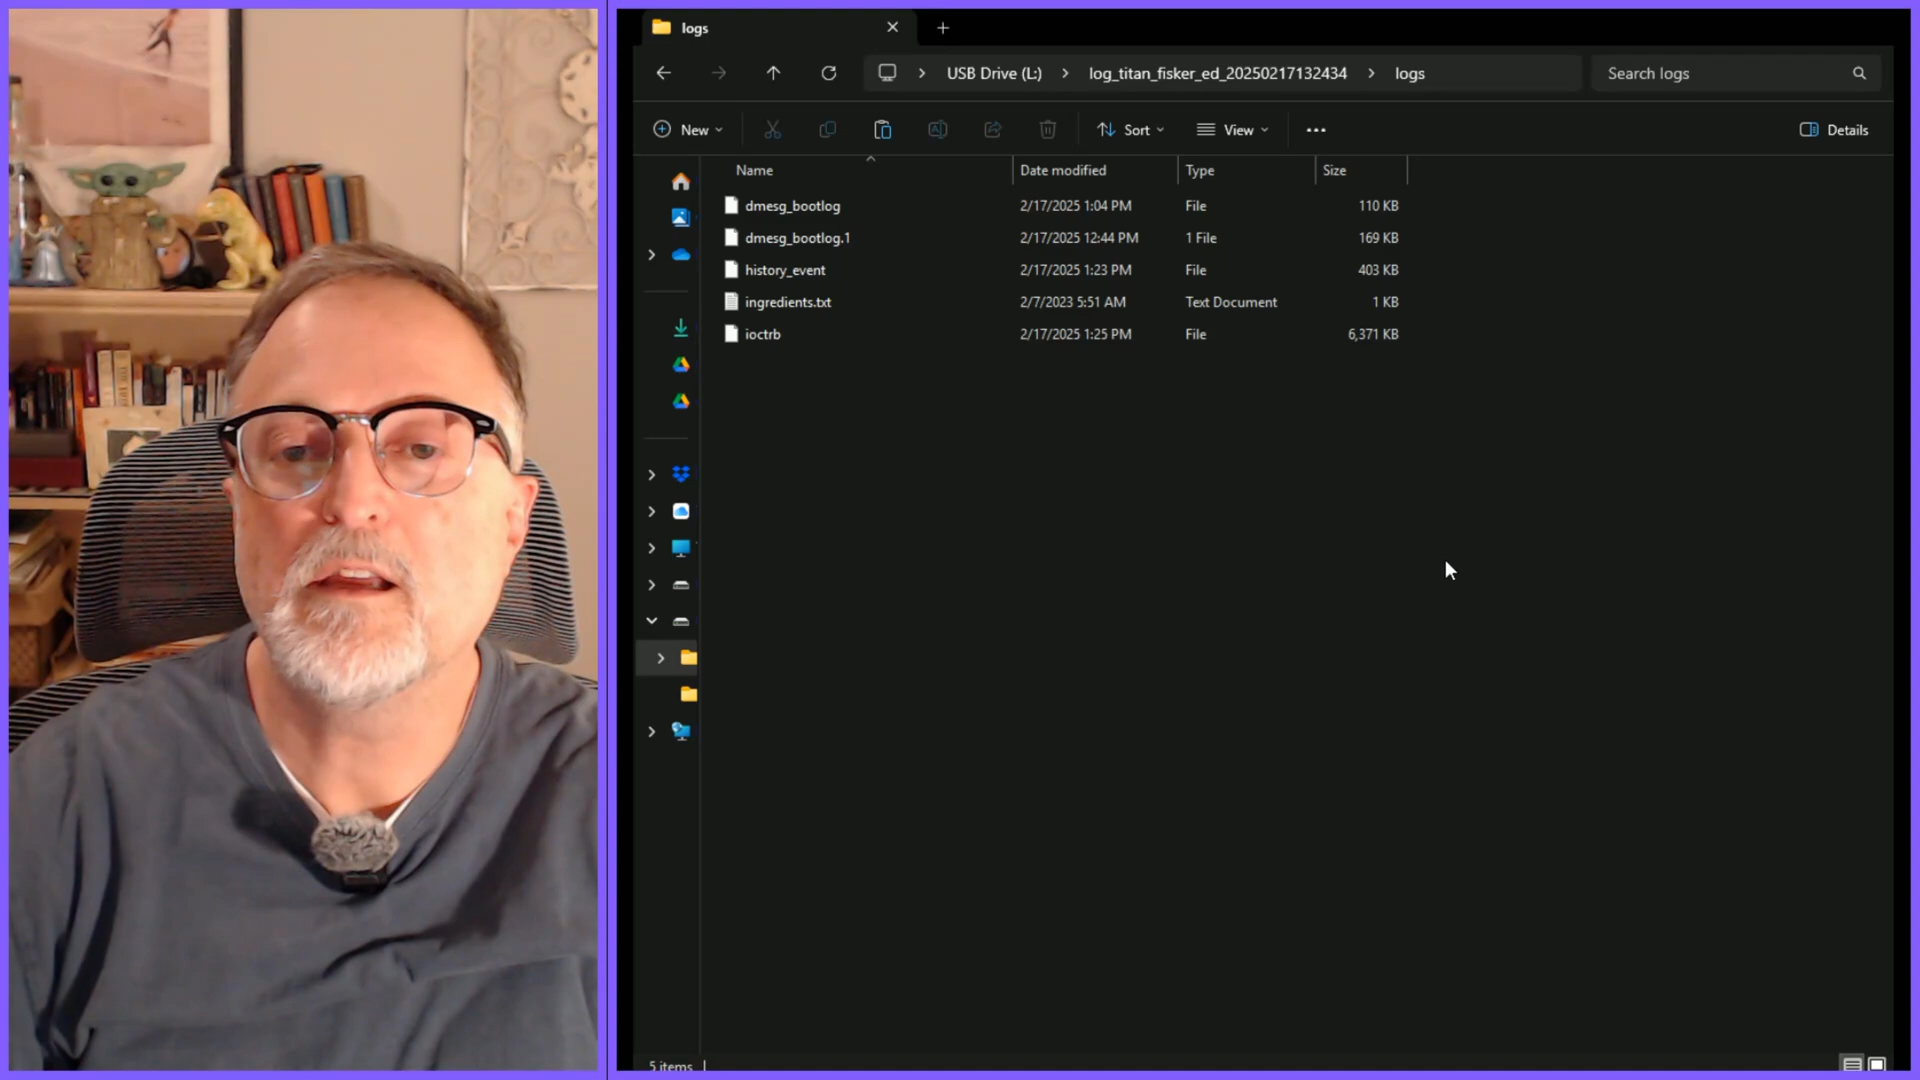 logs
USB Drive (L:) log_titan_fisker_ed_20250217132434 logs Search logs
New Sort View Details
Name Date modified Type Size
dmesg_bootlog 2/17/2025 1:04 PM File 110 KB
dmesg_bootlog.1 2/17/2025 12:44 PM 1 File 169 KB
history_event 2/17/2025 1:23 PM File 403 KB
ingredients.txt 2/7/2023 5:51 AM Text Document 1 KB
ioctrb 2/17/2025 1:25 PM File 6,371 KB
5 items